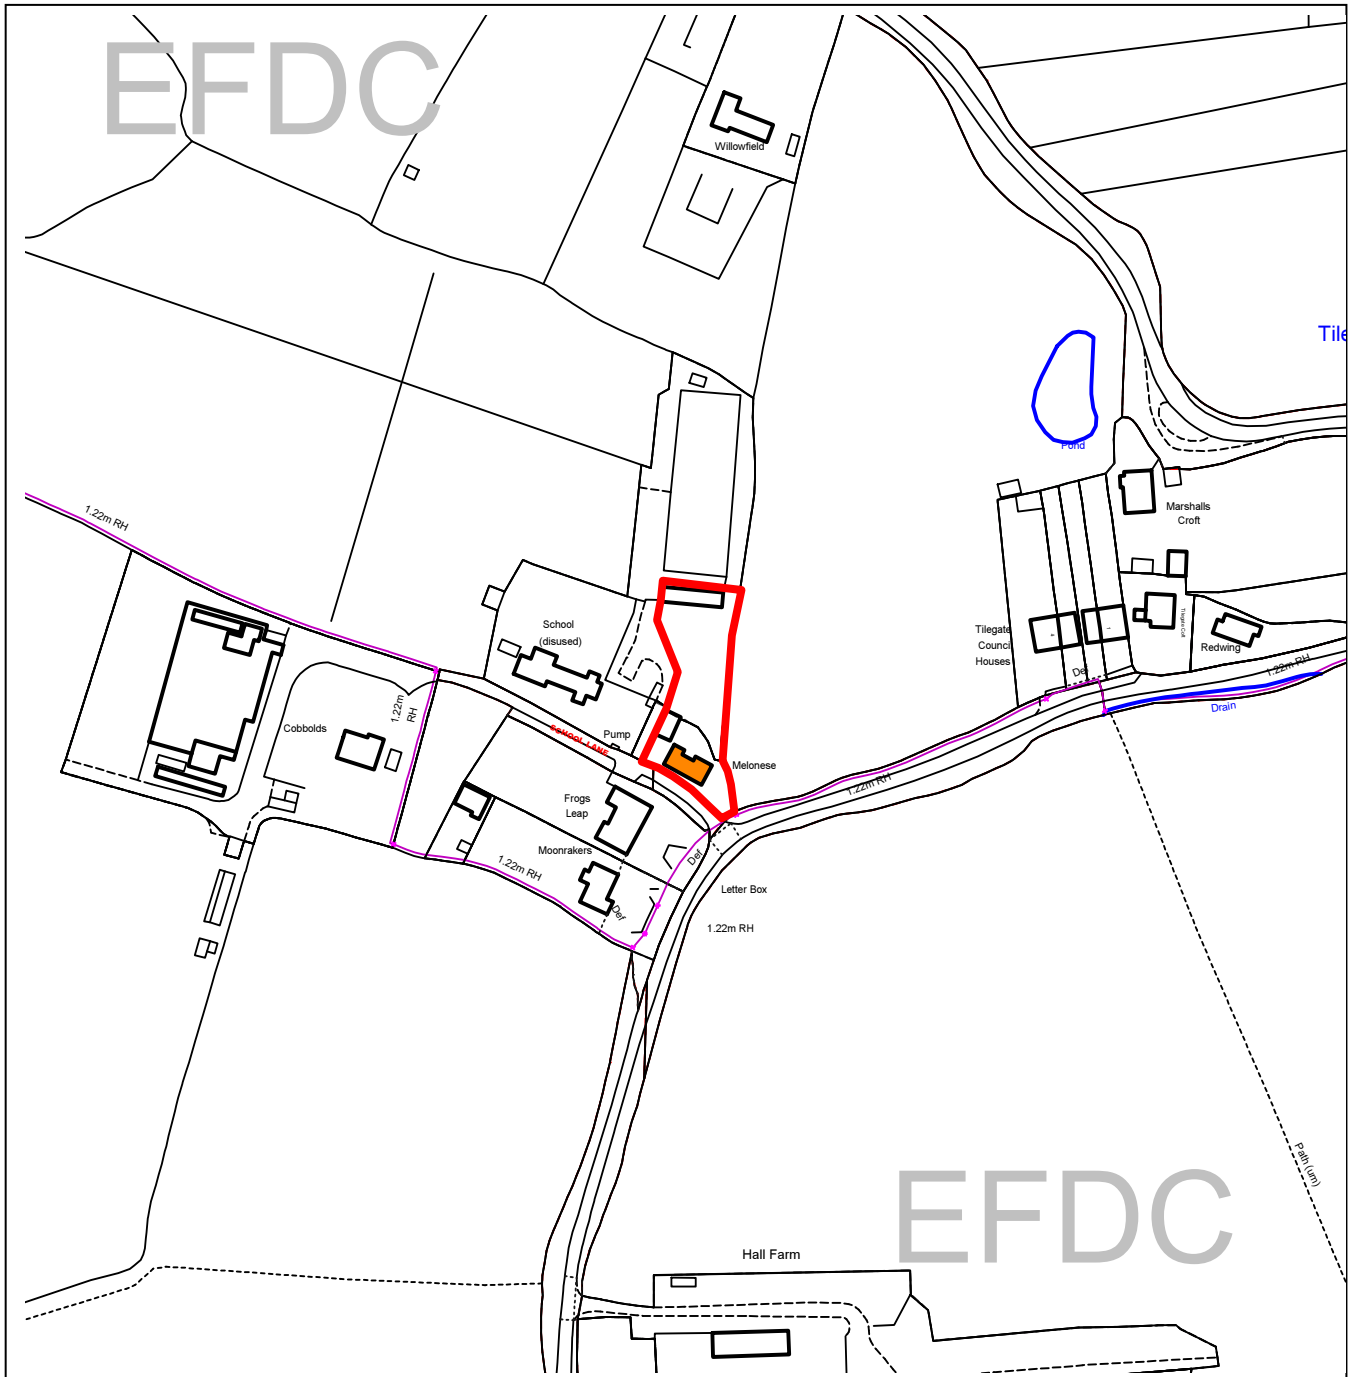 EFDC
Willowfield
Tile
Pond
1.22m RH
Marshalls
Croft
School
(disused)
Tilegate
Council
Houses
Redwing
Def
1.22m RH
Drain
1.22m
RH
Cobbolds
Pump
SCHOOL LANE
Melonese
1.22m RH
Frogs
Leap
Moonrakers
1.22m RH
Def
Letter Box
Def
1.22m RH
Path (um)
EFDC
Hall Farm